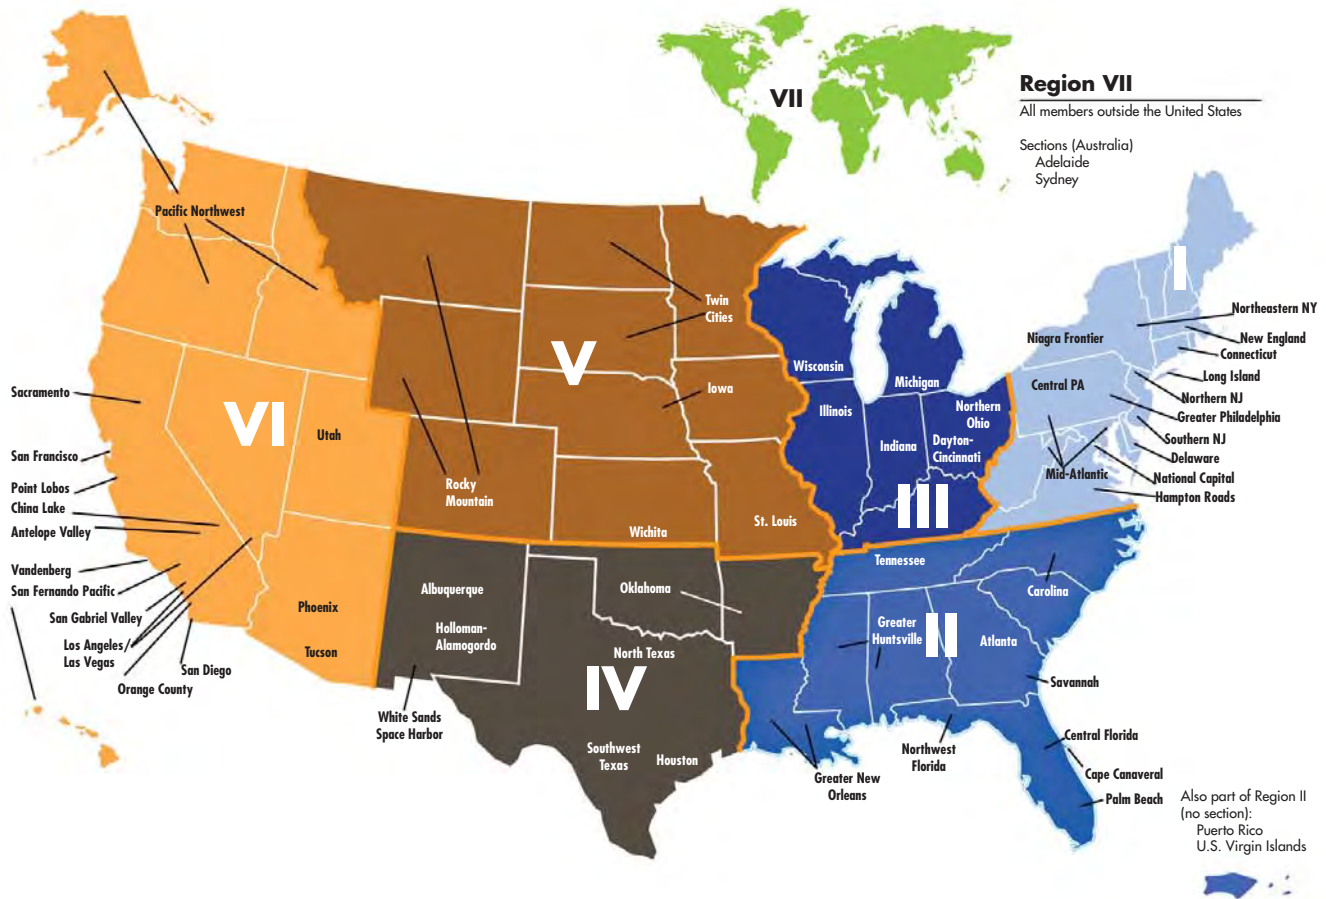 VII
Region VII
All members outside the United States
Sections (Australia)
Adelaide
Sydney
Pacific Northwest
Sacramento
San Francisco
Point Lobos
China Lake
Antelope Valley
Vandenberg
San Fernando Pacific
San Gabriel Valley
Los Angeles/
Las Vegas
Orange County
San Diego
VI
Utah
Phoenix
Tucson
V
Twin
Cities
Iowa
Rocky
Mountain
Wichita
St. Louis
Wisconsin
Michigan
Illinois
Indiana
Northern
Ohio
Dayton-
Cincinnati
III
I
Northeastern NY
Niagra Frontier
New England
Connecticut
Long Island
Central PA
Northern NJ
Greater Philadelphia
Southern NJ
Delaware
Mid-Atlantic
National Capital
Hampton Roads
Albuquerque
Holloman-
Alamogordo
White Sands
Space Harbor
Oklahoma
North Texas
IV
Southwest
Texas
Houston
Tennessee
Carolina
Greater
Huntsville
II
Atlanta
Savannah
Greater New
Orleans
Northwest
Florida
Central Florida
Cape Canaveral
Palm Beach
Also part of Region II
(no section):
Puerto Rico
U.S. Virgin Islands